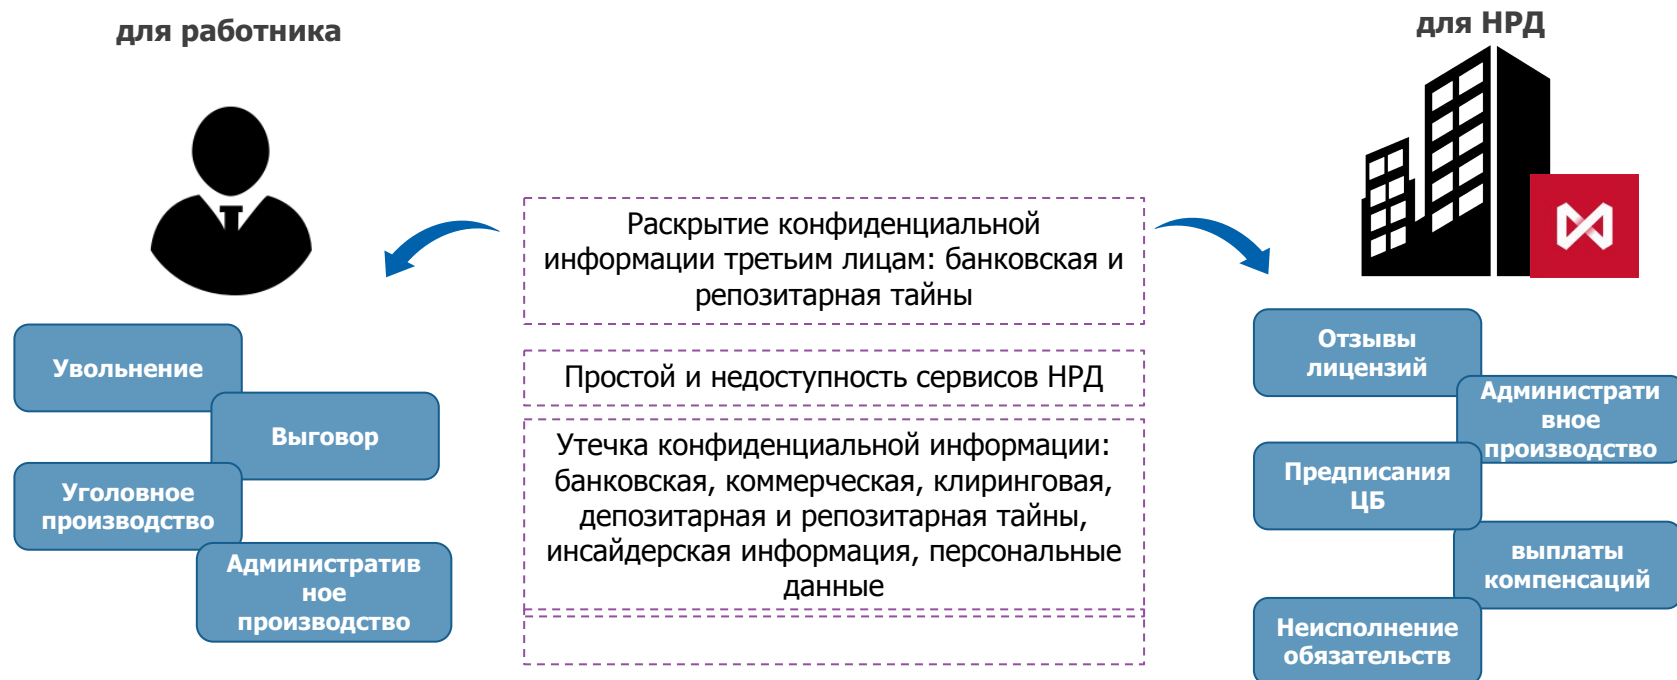 для работника
для НРД
Раскрытие конфиденциальной
информации третьим лицам: банковская и
репозитарная тайны
Простой и недоступность сервисов НРД
Утечка конфиденциальной информации:
банковская, коммерческая, клиринговая,
депозитарная и репозитарная тайны,
инсайдерская информация, персональные
данные
Увольнение
Выговор
Уголовное
производство
Административ
ное
производство
Отзывы
лицензий
Администрати
вное
производство
Предписания
ЦБ
выплаты
компенсаций
Неисполнение
обязательств